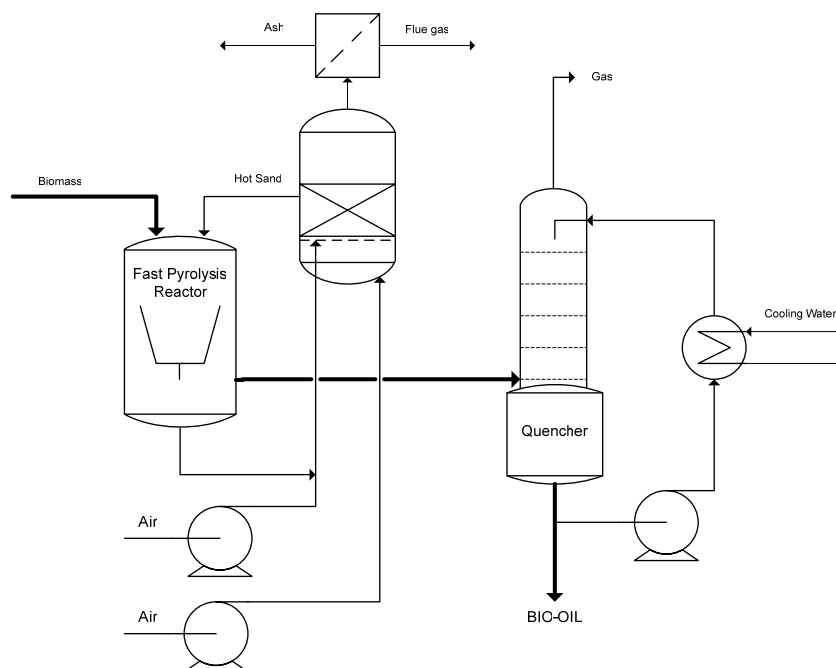 Ash
Flue gas
Gas
Biomass
Hot Sand
Fast Pyrolysis
Reactor
Cooling Water
Quencher
Air
Air
BIO-OIL